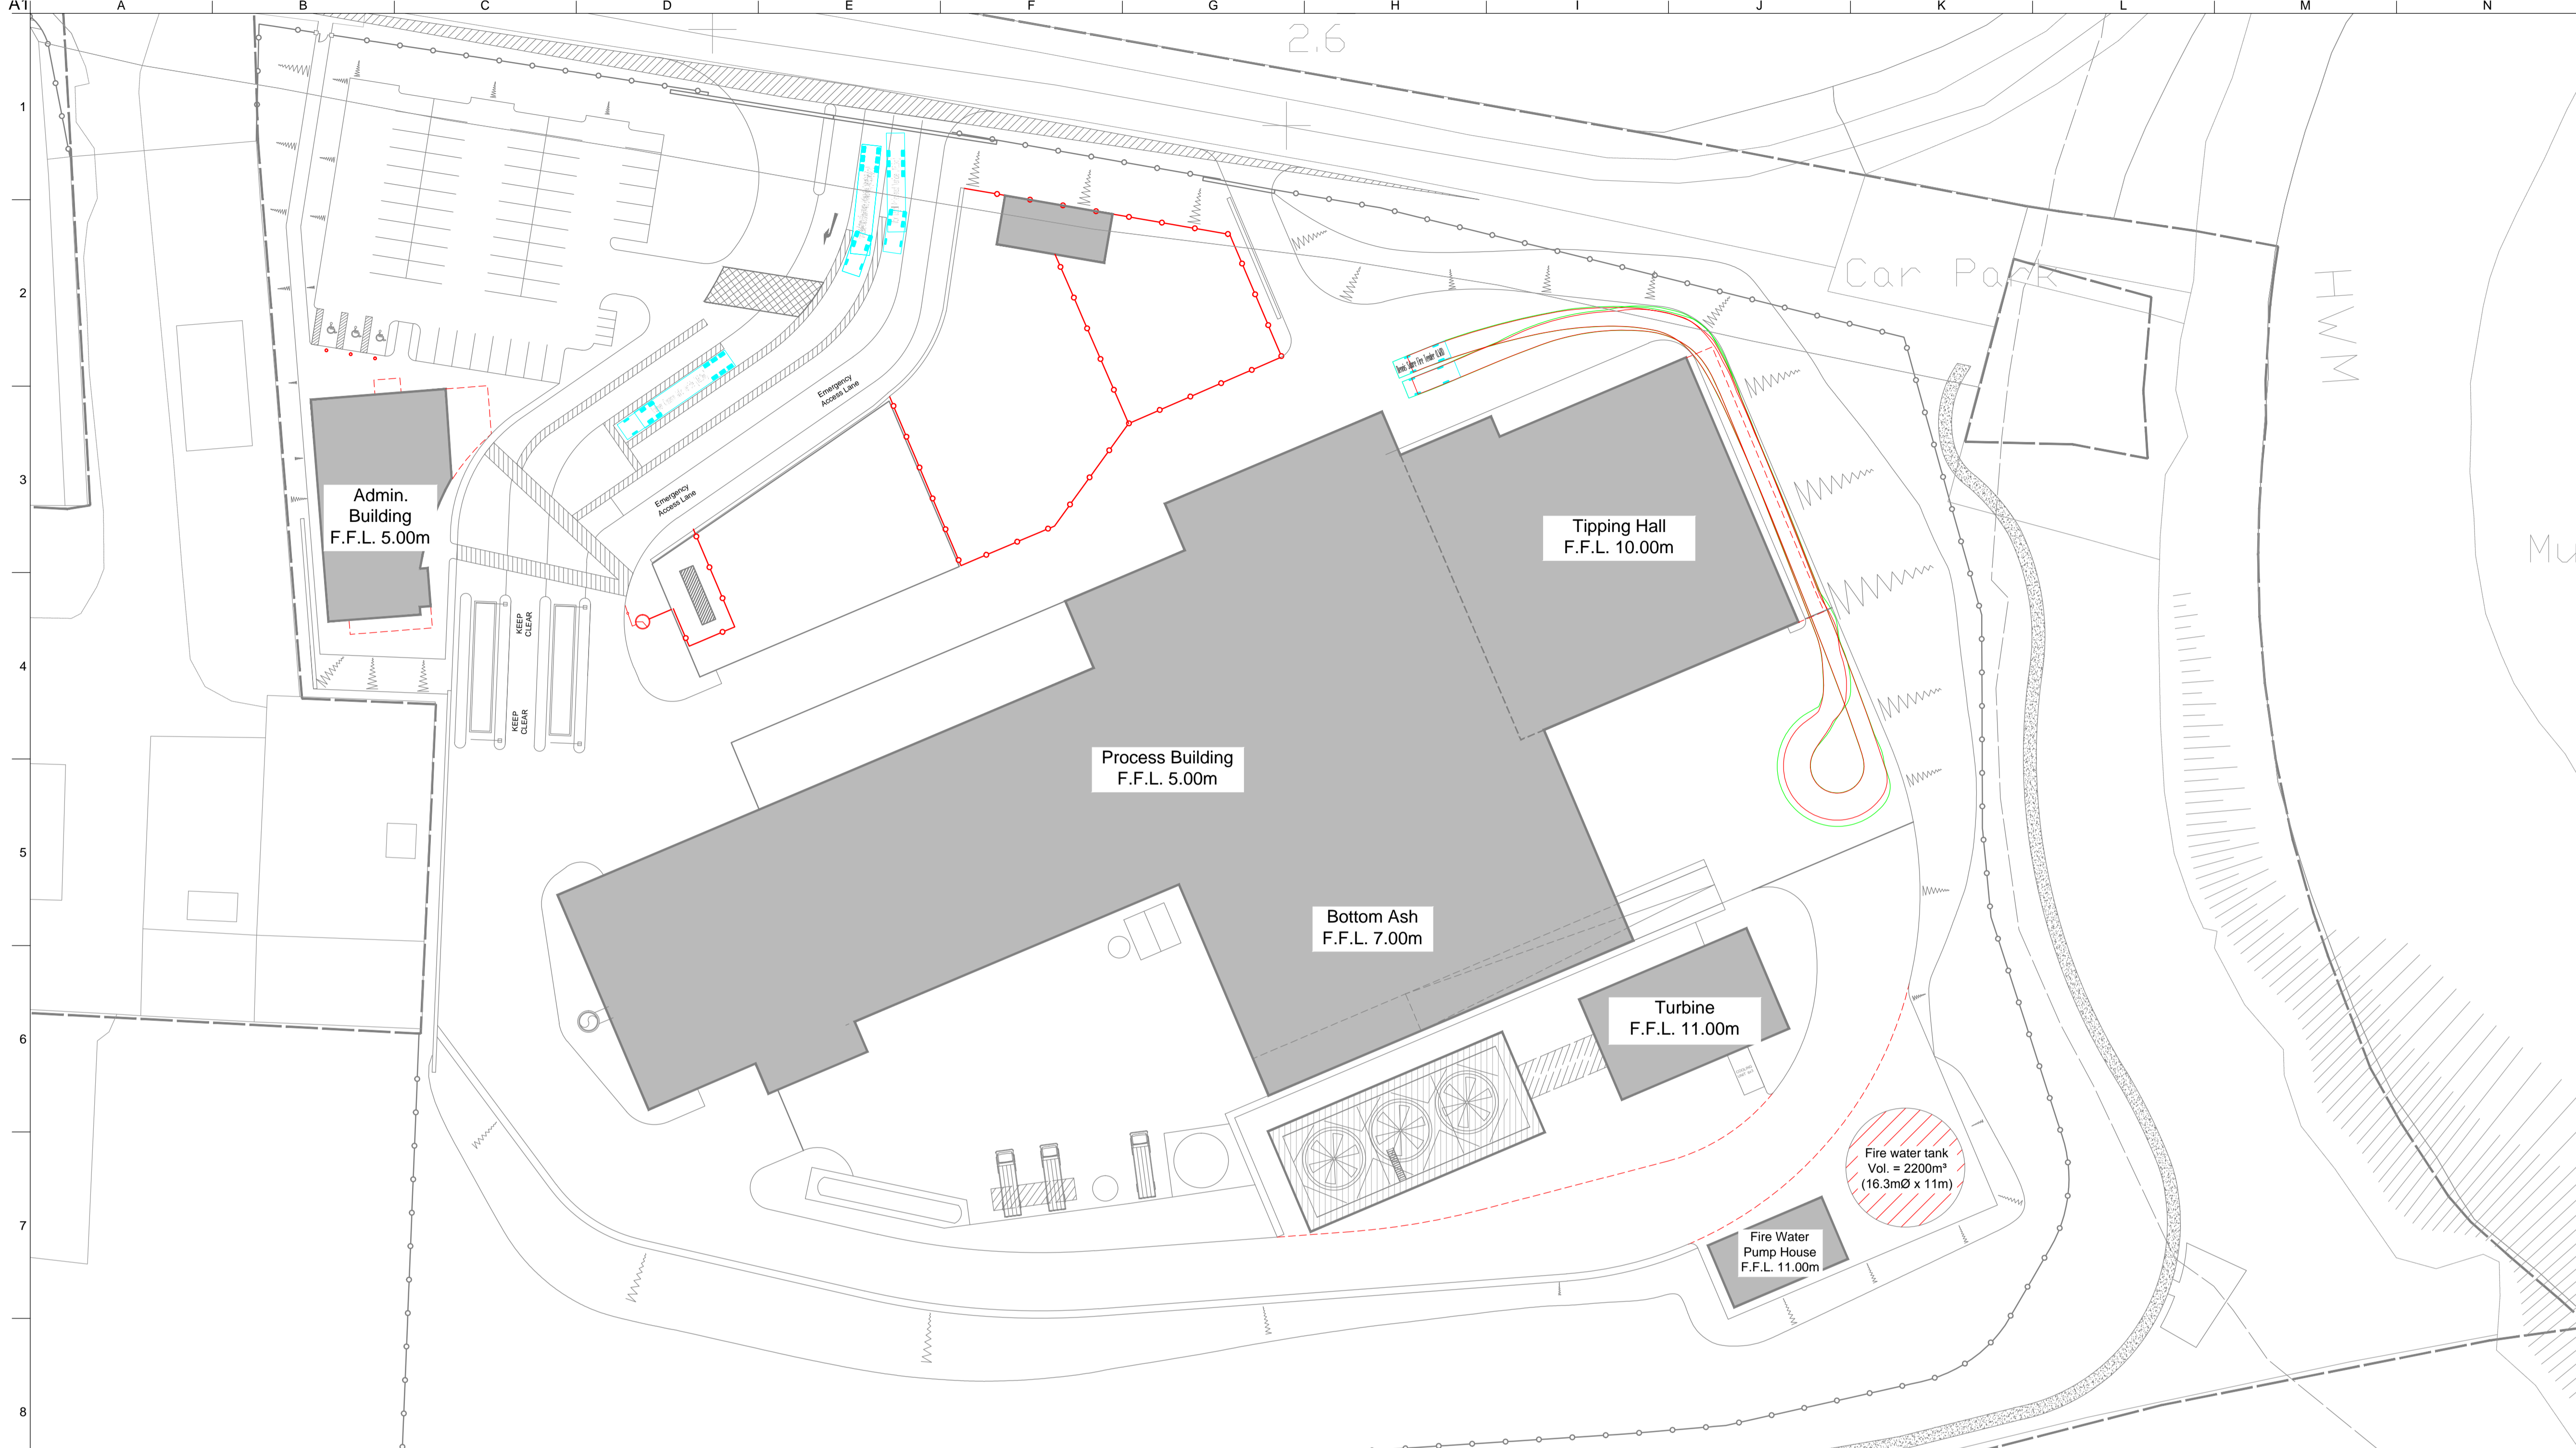 A1
A B C D E F G H I J K L M N
1
2
3
4
5
6
7
8
2.6
Car Park
HWM
Emergency
Access Lane
Emergency
Access Lane
Admin.
Building
F.F.L. 5.00m
KEEP
CLEAR
KEEP
CLEAR
Tipping Hall
F.F.L. 10.00m
Process Building
F.F.L. 5.00m
Bottom Ash
F.F.L. 7.00m
Turbine
F.F.L. 11.00m
Fire water tank
Vol. = 2200m³
(16.3mØ x 11m)
Fire Water
Pump House
F.F.L. 11.00m